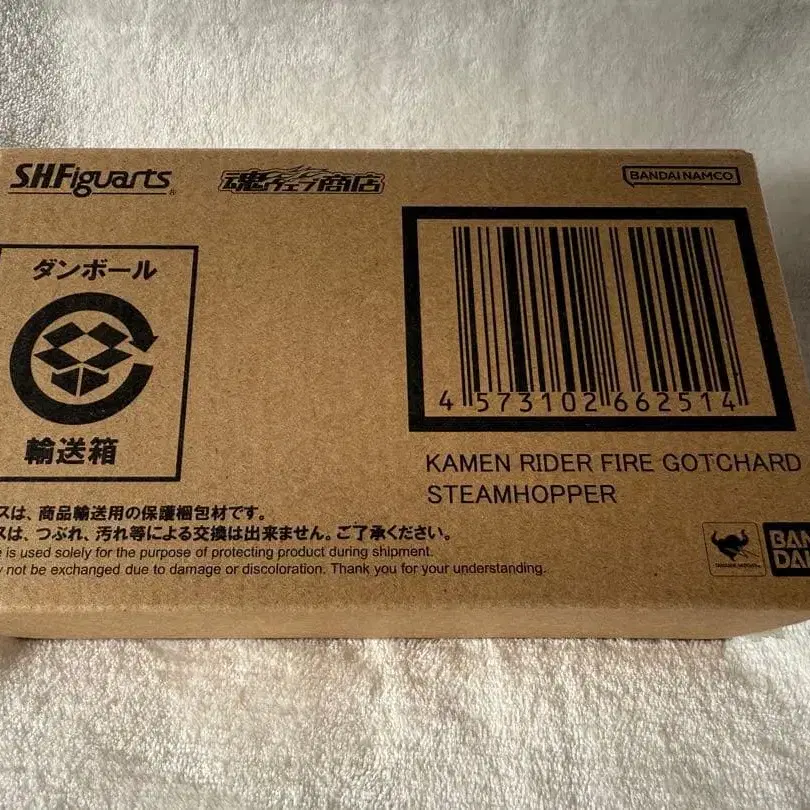 S.H.Figuarts
魂ウェブ商店
BANDAI NAMCO
ダンボール
輸送箱
4 573102 662514
KAMEN RIDER FIRE GOTCHARD
STEAMHOPPER
スは、商品輸送用の保護梱包材です。
スは、つぶれ、汚れ等による交換は出来ません。ご了承ください。
is used solely for the purpose of protecting product during shipment.
not be exchanged due to damage or discoloration. Thank you for your understanding.
BAN
DAI